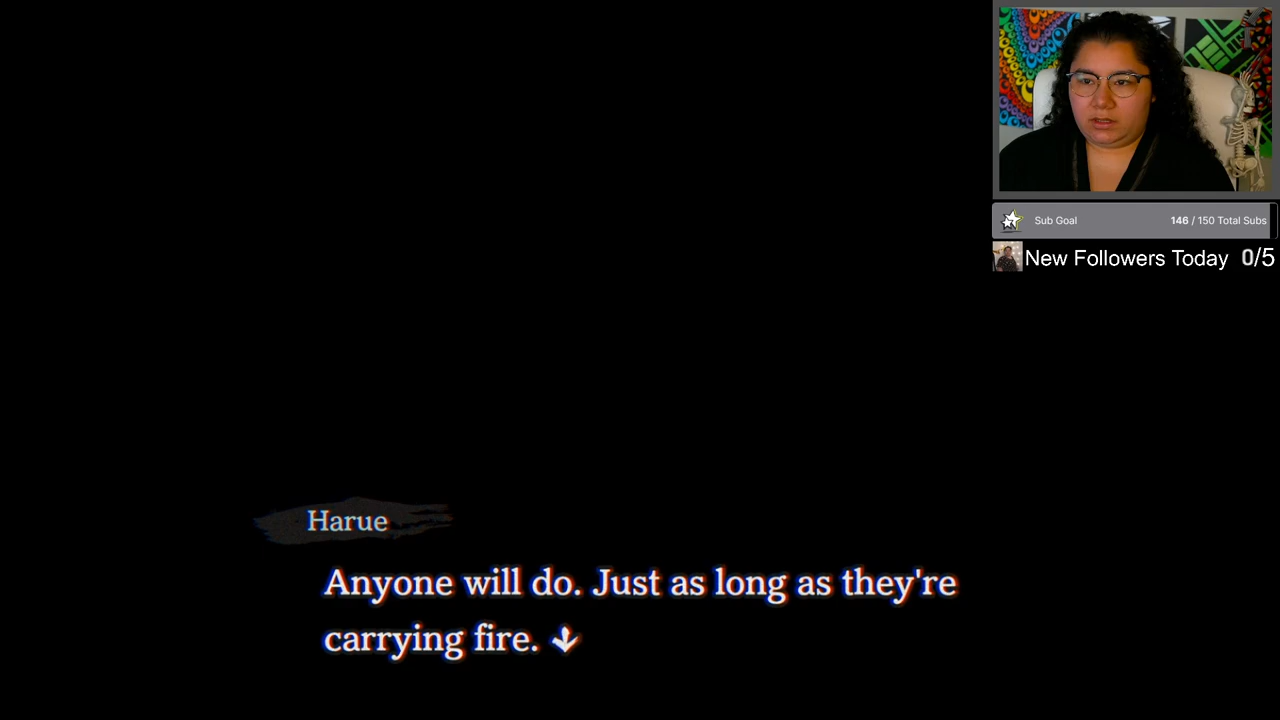 Sub Goal 146 / 150 Total Subs
New Followers Today 0/5
Harue
Anyone will do. Just as long as they're
carrying fire.